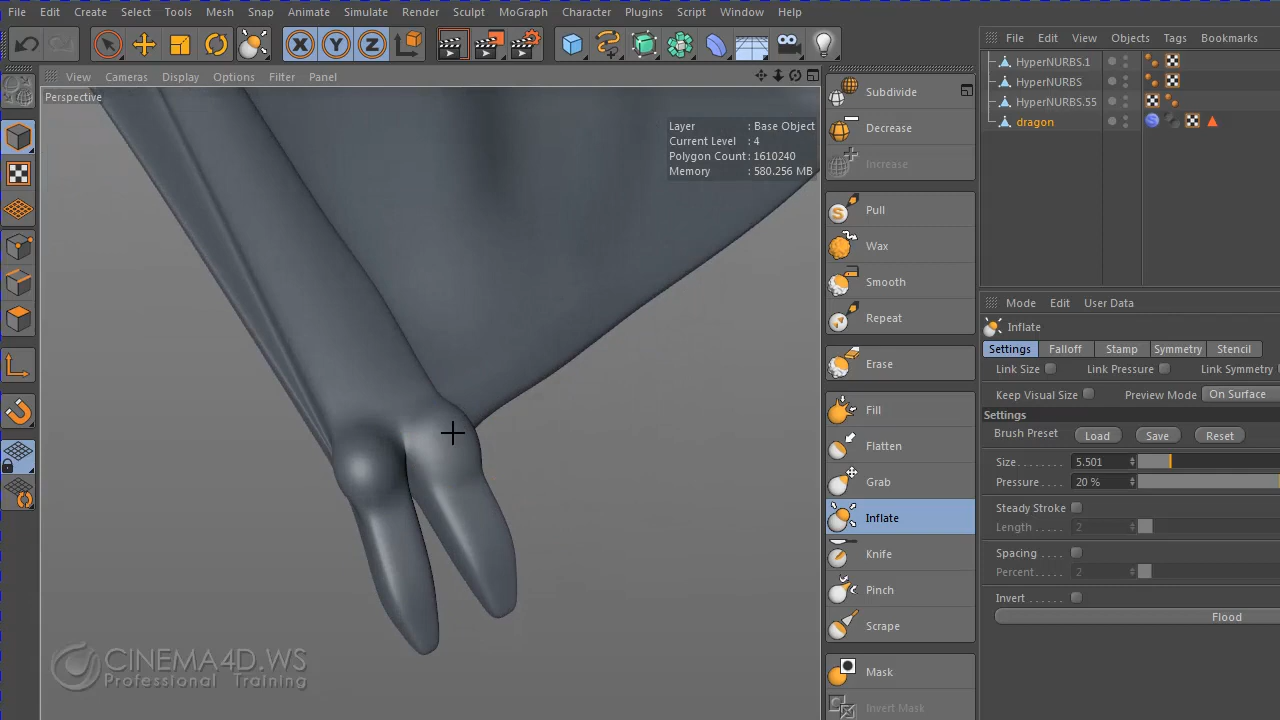 File Edit Create Select Tools Mesh Snap Animate Simulate Render Sculpt MoGraph Character Plugins Script Window Help
File Edit View Objects Tags Bookmarks
View Cameras Display Options Filter Panel
Perspective
Layer : Base Object
Current Level : 4
Polygon Count : 1610240
Memory : 580.256 MB
Subdivide
Decrease
Increase
Pull
Wax
Smooth
Repeat
Erase
Fill
Flatten
Grab
Inflate
Knife
Pinch
Scrape
Mask
Invert Mask
HyperNURBS.1
HyperNURBS
HyperNURBS.55
dragon
Mode Edit User Data
Inflate
Settings Falloff Stamp Symmetry Stencil
Link Size Link Pressure Link Symmetry
Keep Visual Size Preview Mode On Surface
Settings
Brush Preset Load Save Reset
Size . . . . . . . . 5.501
Pressure . . . . 20 %
Steady Stroke
Length . . . . . 2
Spacing . . . .
Percent . . . . 2
Invert . . . . . .
Flood
CINEMA4D.WS
Professional Training